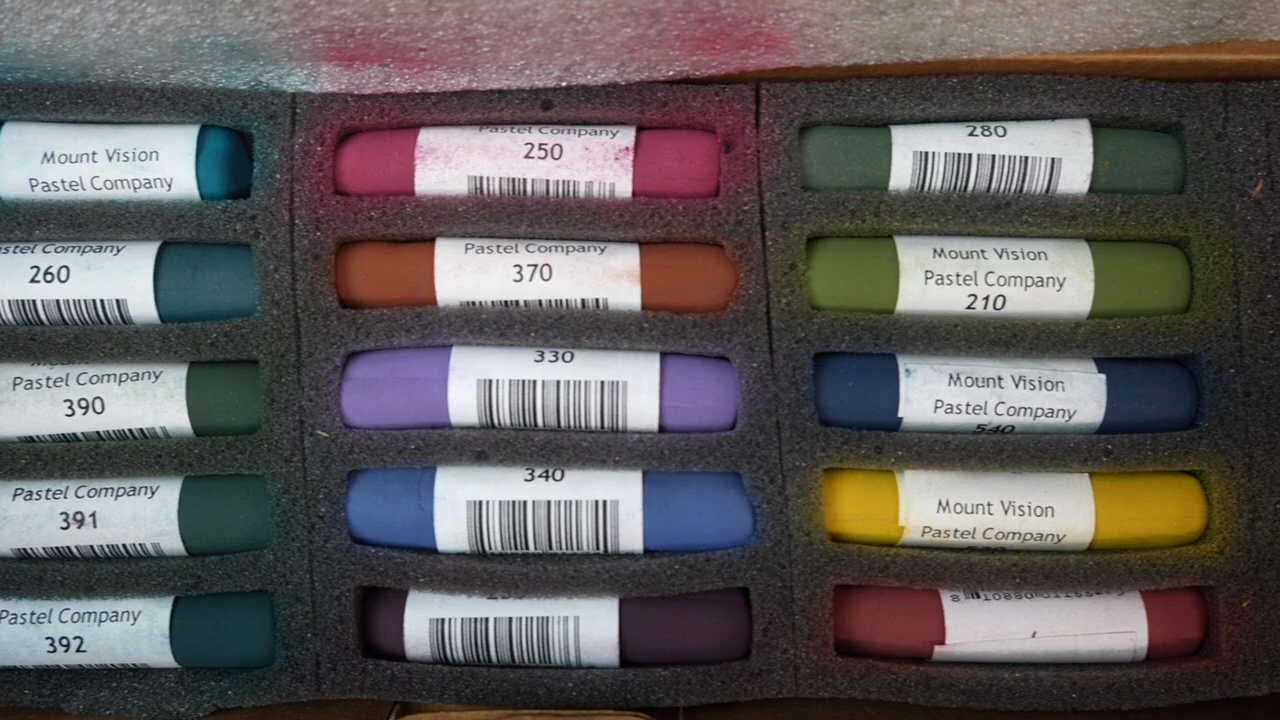 Mount Vision
Pastel Company
Company
260
Pastel Company
390
Pastel Company
391
Pastel Company
392
Pastel Company
250
Pastel Company
370
330
340
280
Mount Vision
Pastel Company
210
Mount Vision
Pastel Company
540
Mount Vision
Pastel Company